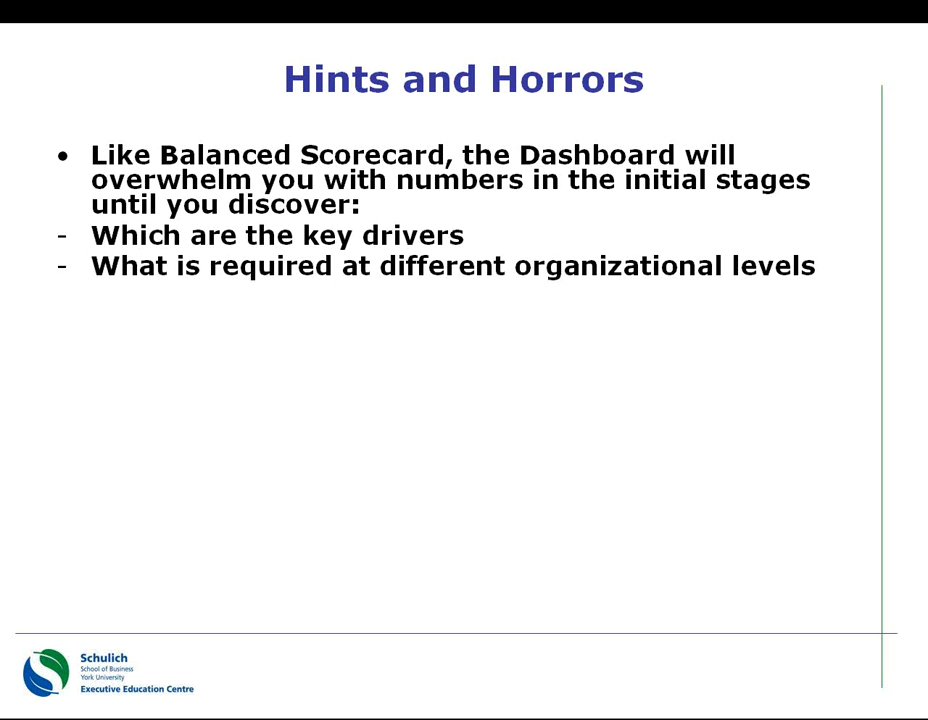 Hints and Horrors
• Like Balanced Scorecard, the Dashboard will
overwhelm you with numbers in the initial stages
until you discover:
- Which are the key drivers
- What is required at different organizational levels
Schulich
School of Business
York University
Executive Education Centre